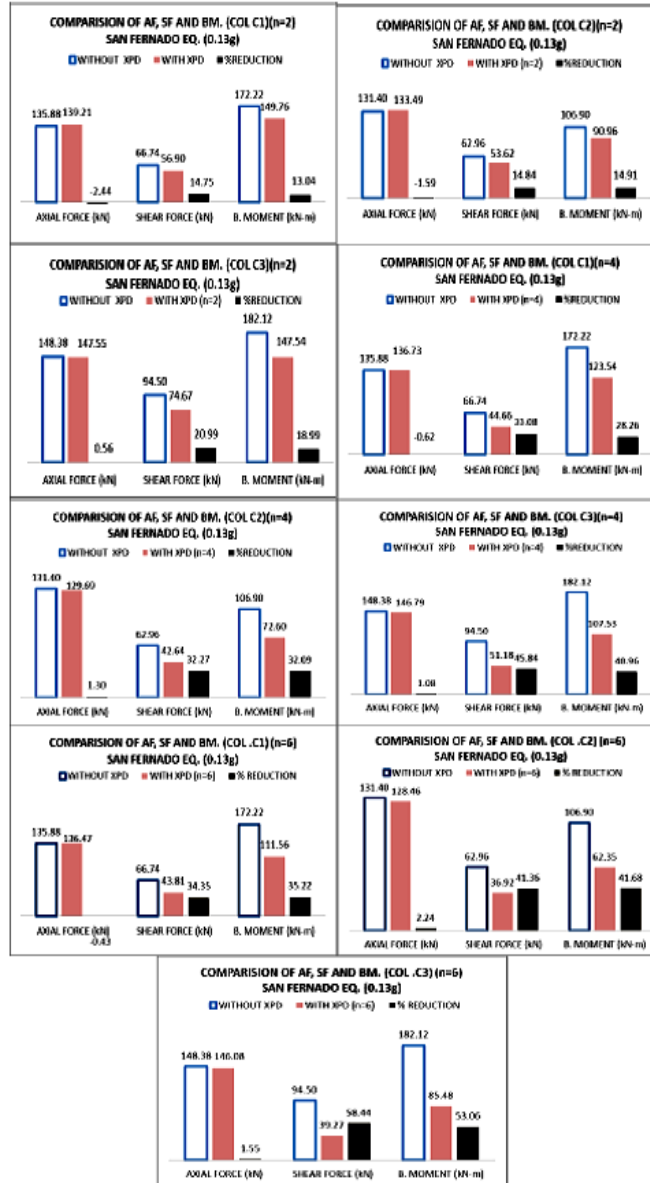 COMPARISION OF AF, SF AND BM. (COL C1)(n=2)
SAN FERNADO EQ. (0.13g)
WITHOUT XPD WITH XPD %REDUCTION
172.22
135.88 139.21 149.76
66.74 56.90
14.75 13.04
-2.44
AXIAL FORCE (kN) SHEAR FORCE (kN) B. MOMENT (kN-m)
COMPARISION OF AF, SF AND BM. (COL C2)(n=2)
SAN FERNADO EQ. (0.13g)
WITHOUT XPD WITH XPD (n=2) %REDUCTION
131.40 133.49
106.90 90.96
62.96 53.62
14.84 14.91
-1.59
AXIAL FORCE (kN) SHEAR FORCE (kN) B. MOMENT (kN-m)
COMPARISION OF AF, SF AND BM. (COL C3)(n=2)
SAN FERNADO EQ. (0.13g)
WITHOUT XPD WITH XPD (n=2) %REDUCTION
182.12
148.38 147.55 147.54
94.50 74.67
20.99 18.99
0.56
AXIAL FORCE (kN) SHEAR FORCE (kN) B. MOMENT (kN-m)
COMPARISION OF AF, SF AND BM. (COL C1)(n=4)
SAN FERNADO EQ. (0.13g)
WITHOUT XPD WITH XPD (n=4) %REDUCTION
172.22
135.88 136.73 123.54
66.74 44.66 33.08
28.26
-0.62
AXIAL FORCE (kN) SHEAR FORCE (kN) B. MOMENT (kN-m)
COMPARISION OF AF, SF AND BM. (COL C2)(n=4)
SAN FERNADO EQ. (0.13g)
WITHOUT XPD WITH XPD (n=4) %REDUCTION
131.40 129.69
106.90
62.96 72.60
42.64 32.27 32.09
1.30
AXIAL FORCE (kN) SHEAR FORCE (kN) B. MOMENT (kN-m)
COMPARISION OF AF, SF AND BM. (COL C3)(n=4)
SAN FERNADO EQ. (0.13g)
WITHOUT XPD WITH XPD (n=4) %REDUCTION
182.12
148.38 146.79
94.50 107.53
51.18 45.84 40.96
1.08
AXIAL FORCE (kN) SHEAR FORCE (kN) B. MOMENT (kN-m)
COMPARISION OF AF, SF AND BM. (COL .C1) (n=6)
SAN FERNADO EQ. (0.13g)
WITHOUT XPD WITH XPD (n=6) %REDUCTION
172.22
135.88 136.47
111.56
66.74 43.81 34.35 35.22
AXIAL FORCE (kN) SHEAR FORCE (kN) B. MOMENT (kN-m)
-0.43
COMPARISION OF AF, SF AND BM. (COL .C2) (n=6)
SAN FERNADO EQ. (0.13g)
WITHOUT XPD WITH XPD (n=6) % REDUCTION
131.40 128.46
106.90
62.96 62.35
36.92 41.36 41.68
2.24
AXIAL FORCE (kN) SHEAR FORCE (kN) B. MOMENT (kN-m)
COMPARISION OF AF, SF AND BM. (COL .C3) (n=6)
SAN FERNADO EQ. (0.13g)
WITHOUT XPD WITH XPD (n=6) % REDUCTION
182.12
148.38 146.08
94.50 85.48
39.27 58.44 53.06
1.55
AXIAL FORCE (kN) SHEAR FORCE (kN) B. MOMENT (kN-m)